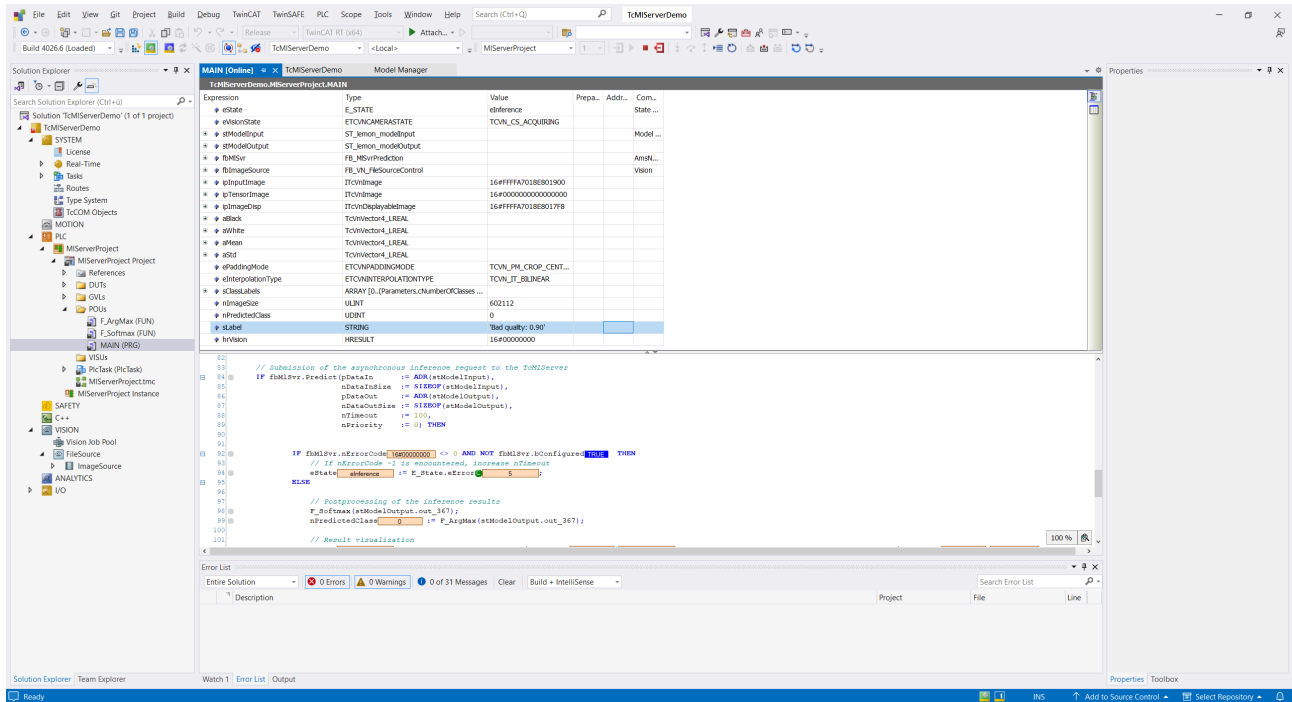 File Edit View Git Project Build Debug TwinCAT TwinSAFE PLC Scope Tools Window Help Search (Ctrl+Q) TcMlServerDemo
Release TwinCAT RT (x64) Attach...
Build 4026.6 (Loaded) TcMlServerDemo <Local> MlServerProject 1
Solution Explorer
Search Solution Explorer (Ctrl+ü)
Solution 'TcMlServerDemo' (1 of 1 project)
TcMlServerDemo
SYSTEM
License
Real-Time
Tasks
Routes
Type System
TcCOM Objects
MOTION
PLC
MlServerProject
MlServerProject Project
References
DUTs
GVLs
POUs
F_ArgMax (FUN)
F_Softmax (FUN)
MAIN (PRG)
VISUs
PlcTask (PlcTask)
MlServerProject.tmc
MlServerProject Instance
SAFETY
C++
VISION
Vision Job Pool
FileSource
ImageSource
ANALYTICS
I/O
Solution Explorer Team Explorer
MAIN [Online] TcMlServerDemo Model Manager
TcMlServerDemo.MlServerProject.MAIN
Expression Type Value Prepa... Addr... Com...
eState E_STATE eInference State ...
eVisionState ETCVNCAMERASTATE TCVN_CS_ACQUIRING
stModelInput ST_lemon_modelInput Model ...
stModelOutput ST_lemon_modelOutput
fbMlSvr FB_MlSvrPrediction AmsN...
fbImageSource FB_VN_FileSourceControl Vision
ipInputImage ITcVnImage 16#FFFFA7018E801900
ipTensorImage ITcVnImage 16#0000000000000000
ipImageDisp ITcVnDisplayableImage 16#FFFFA7018E8017F8
aBlack TcVnVector4_LREAL
aWhite TcVnVector4_LREAL
aMean TcVnVector4_LREAL
aStd TcVnVector4_LREAL
ePaddingMode ETCVNPADDINGMODE TCVN_PM_CROP_CENT...
eInterpolationType ETCVNINTERPOLATIONTYPE TCVN_IT_BILINEAR
sClassLabels ARRAY [0..(Parameters.cNumberOfClasses ...
nImageSize ULINT 602112
nPredictedClass UDINT 0
sLabel STRING 'Bad quality: 0.90'
hrVision HRESULT 16#00000000
82
83 // Submission of the asynchronous inference request to the TcMlServer
84 IF fbMlSvr.Predict(pDataIn := ADR(stModelInput),
85 nDataInSize := SIZEOF(stModelInput),
86 pDataOut := ADR(stModelOutput),
87 nDataOutSize := SIZEOF(stModelOutput),
88 nTimeout := 100,
89 nPriority := 0) THEN
90
91
92 IF fbMlSvr.nErrorCode 16#00000000 <> 0 AND NOT fbMlSvr.bConfigured TRUE THEN
93 // If nErrorCode -1 is encountered, increase nTimeout
94 eState eInference := E_State.eError 5 ;
95 ELSE
96
97 // Postprocessing of the inference results
98 F_Softmax(stModelOutput.out_367);
99 nPredictedClass 0 := F_ArgMax(stModelOutput.out_367);
100
101 // Result visualization
100 %
Error List
Entire Solution 0 Errors 0 Warnings 0 of 31 Messages Clear Build + IntelliSense Search Error List
Description Project File Line
Watch 1 Error List Output
Properties
Properties Toolbox
Ready INS Add to Source Control Select Repository